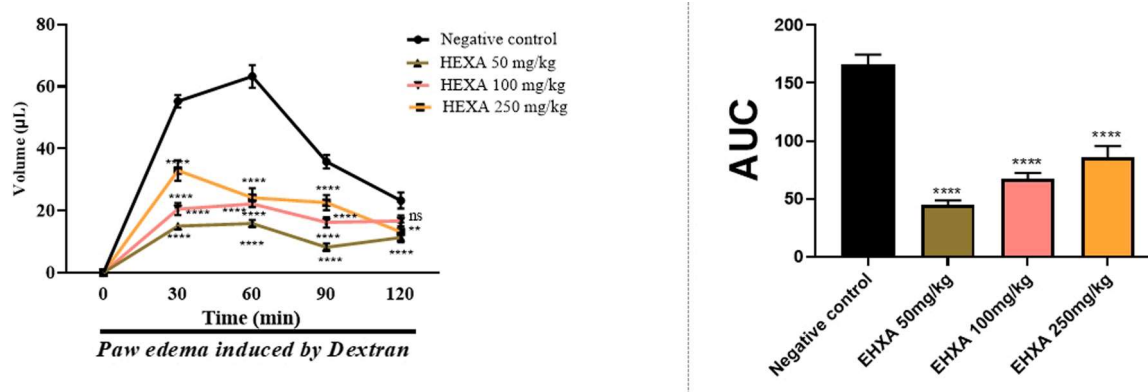 80
60
40
20
0
Volume (µL)
Negative control
HEXA 50 mg/kg
HEXA 100 mg/kg
HEXA 250 mg/kg
****
****
****
****
****
****
****
****
****
****
****
****
ns
**
****
0 30 60 90 120
Time (min)
Paw edema induced by Dextran
200
150
100
50
0
AUC
****
****
****
Negative control
EHXA 50mg/kg
EHXA 100mg/kg
EHXA 250mg/kg